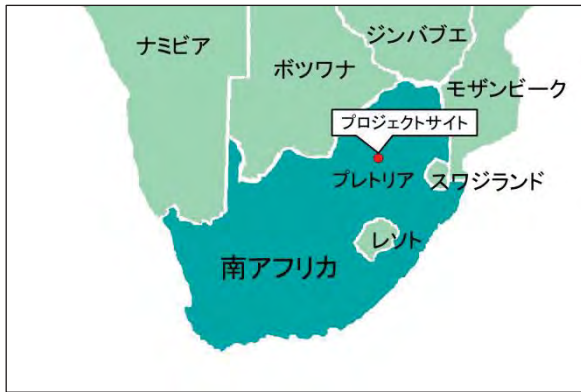 ジンバブエ
ナミビア
ボツワナ
モザンビーク
プロジェクトサイト
プレトリア
スワジランド
レソト
南アフリカ